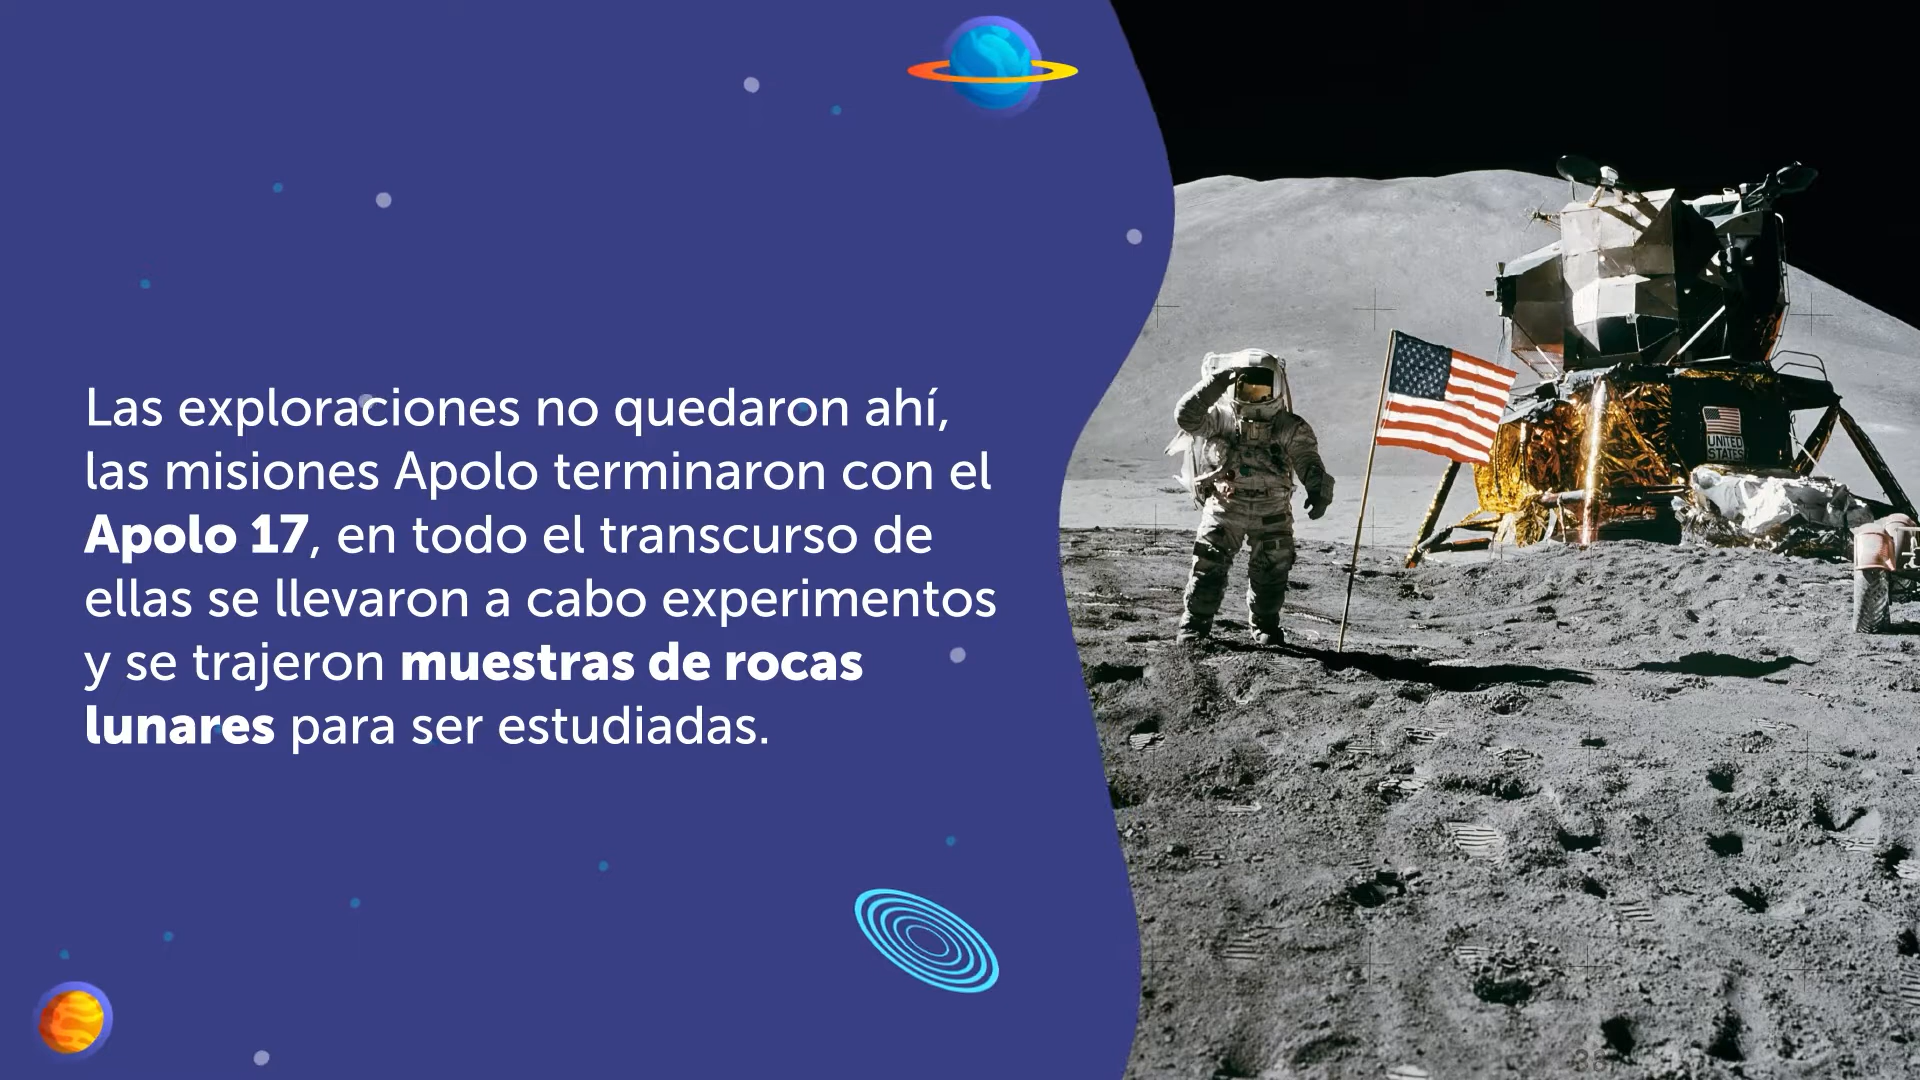 Las exploraciones no quedaron ahí,
las misiones Apolo terminaron con el
Apolo 17, en todo el transcurso de
ellas se llevaron a cabo experimentos
y se trajeron muestras de rocas
lunares para ser estudiadas.
UNITED
STATES